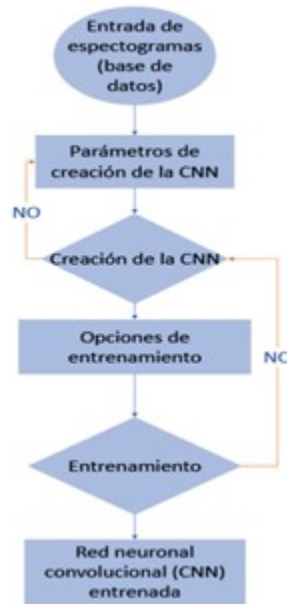 Entrada de
espectogramas
(base de
datos)
Parámetros de
creación de la CNN
NO
Creación de la CNN
Opciones de
entrenamiento
NO
Entrenamiento
Red neuronal
convolucional (CNN)
entrenada